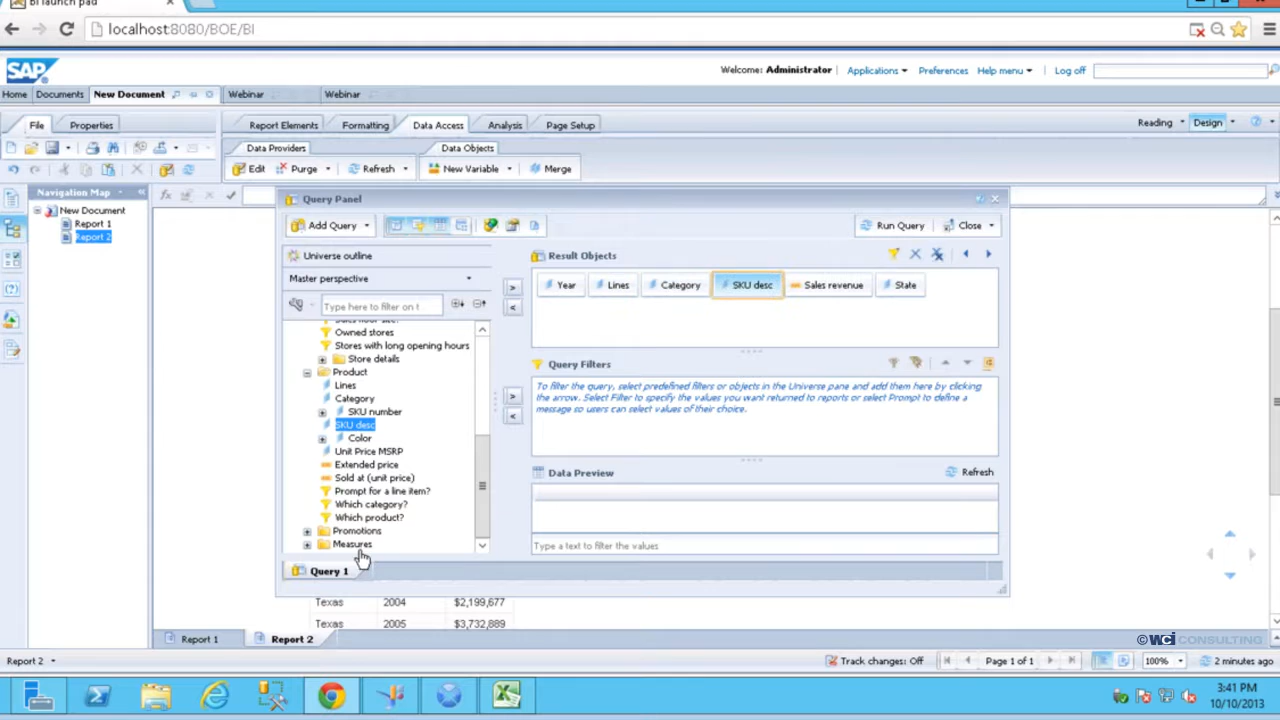 BI launch pad
localhost:8080/BOE/BI
SAP
Welcome: Administrator
Applications
Preferences
Help menu
Log off
Home
Documents
New Document
Webinar
Webinar
File
Properties
Report Elements
Formatting
Data Access
Analysis
Page Setup
Reading
Design
Data Providers
Data Objects
Edit
Purge
Refresh
New Variable
Merge
Navigation Map
New Document
Report 1
Report 2
Query Panel
Add Query
Run Query
Close
Universe outline
Master perspective
Type here to filter on t
Owned stores
Stores with long opening hours
Store details
Product
Lines
Category
SKU number
SKU desc
Color
Unit Price MSRP
Extended price
Sold at (unit price)
Prompt for a line item?
Which category?
Which product?
Promotions
Measures
Query 1
Result Objects
Year
Lines
Category
SKU desc
Sales revenue
State
Query Filters
To filter the query, select predefined filters or objects in the Universe pane and add them here by clicking
the arrow. Select Filter to specify the values you want returned to reports or select Prompt to define a
message so users can select values of their choice.
Data Preview
Refresh
Type a text to filter the values
Texas 2004 $2,199,677
Texas 2005 $3,732,889
Report 1
Report 2
© WCI CONSULTING
Report 2
Track changes: Off
Page 1 of 1
100%
2 minutes ago
3:41 PM
10/10/2013